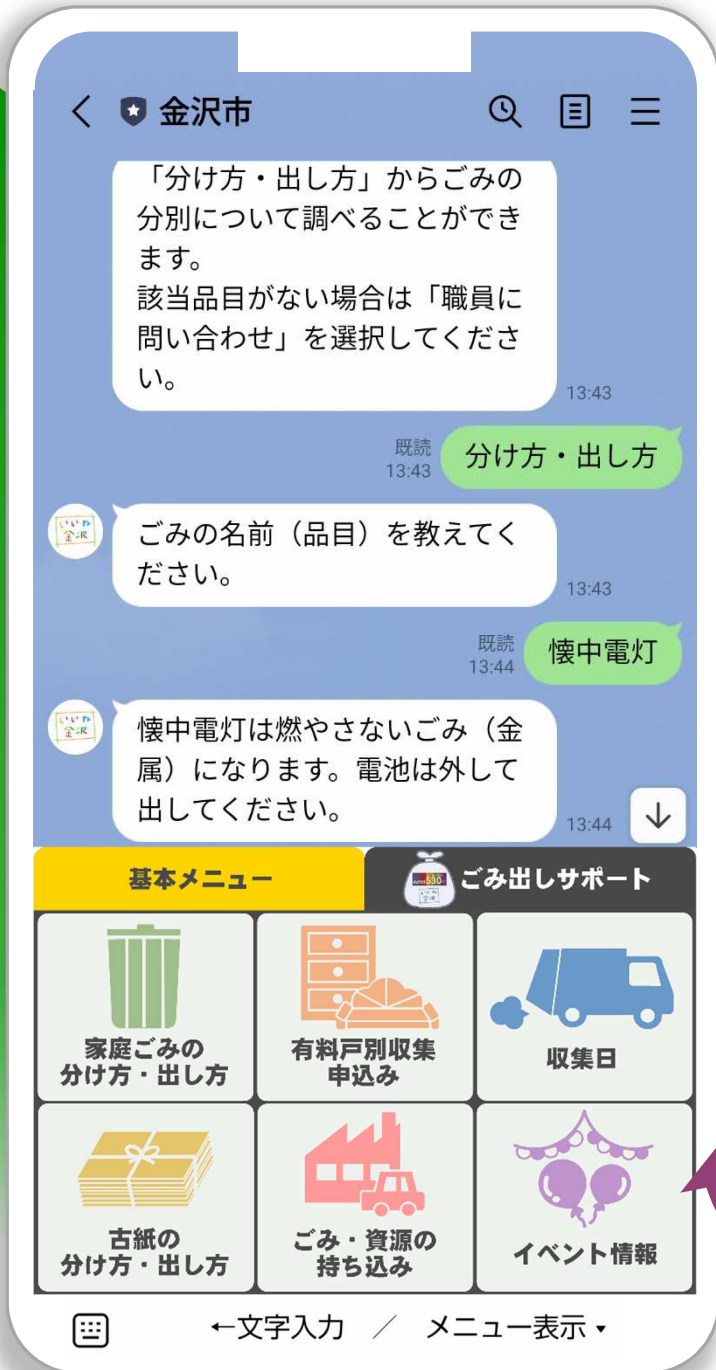 金沢市
「分け方・出し方」からごみの
分別について調べることができ
ます。
該当品目がない場合は「職員に
問い合わせ」を選択してくださ
い。
13:43
既読
13:43
分け方・出し方
いいね
金沢
ごみの名前（品目）を教えてく
ださい。
13:43
既読
13:44
懐中電灯
いいね
金沢
懐中電灯は燃やさないごみ（金
属）になります。電池は外して
出してください。
13:44
基本メニュー
ごみ出しサポート
家庭ごみの
分け方・出し方
有料戸別収集
申込み
収集日
古紙の
分け方・出し方
ごみ・資源の
持ち込み
イベント情報
←文字入力 ／ メニュー表示▼